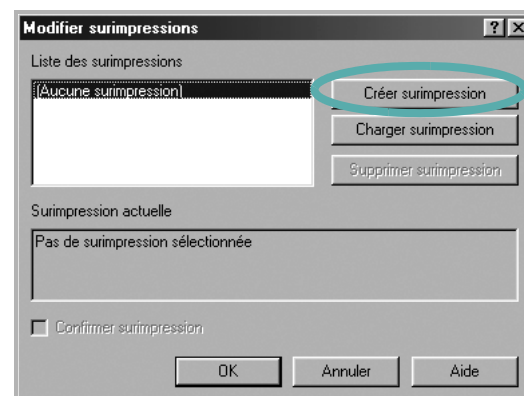 Modifier surimpressions
Liste des surimpressions
(Aucune surimpression)
Créer surimpression
Charger surimpression
Supprimer surimpression
Surimpression actuelle
Pas de surimpression sélectionnée
Confirmer surimpression
OK
Annuler
Aide